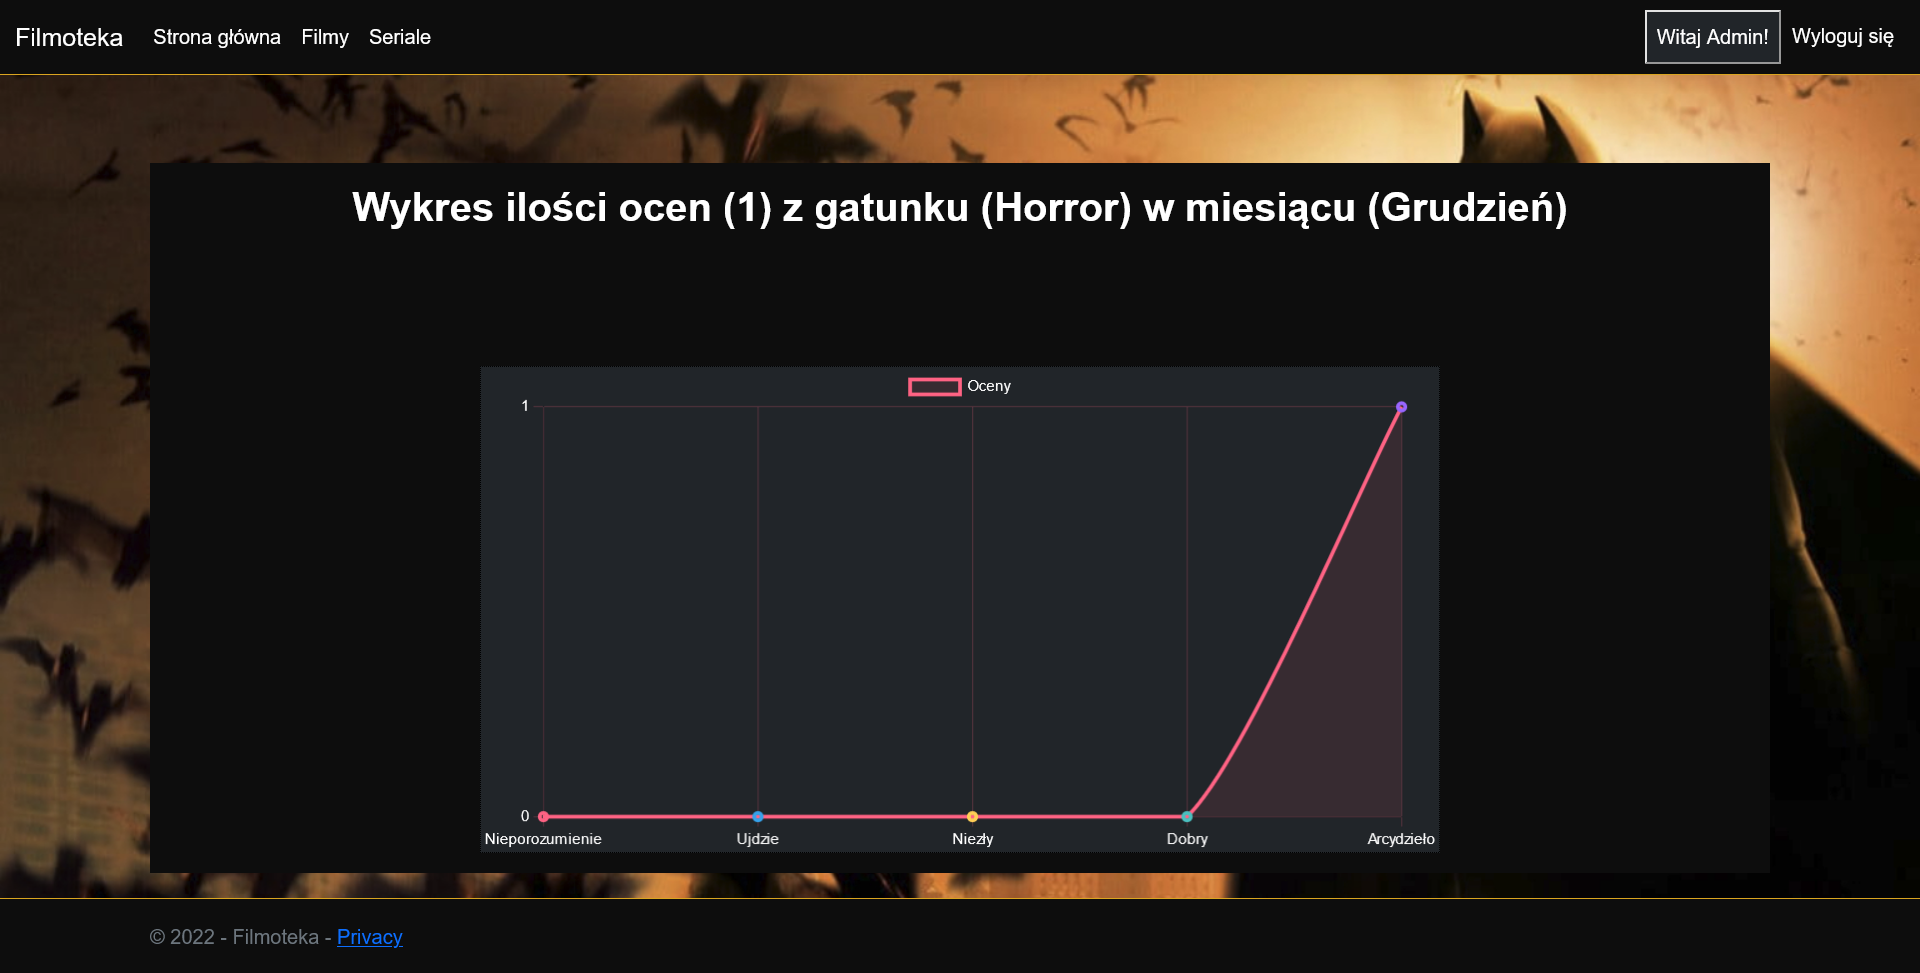 Filmoteka Strona główna Filmy Seriale Witaj Admin! Wyloguj się
Wykres ilości ocen (1) z gatunku (Horror) w miesiącu (Grudzień)
Oceny
1
0
Nieporozumienie Ujdzie Niezły Dobry Arcydzieło
© 2022 - Filmoteka - Privacy